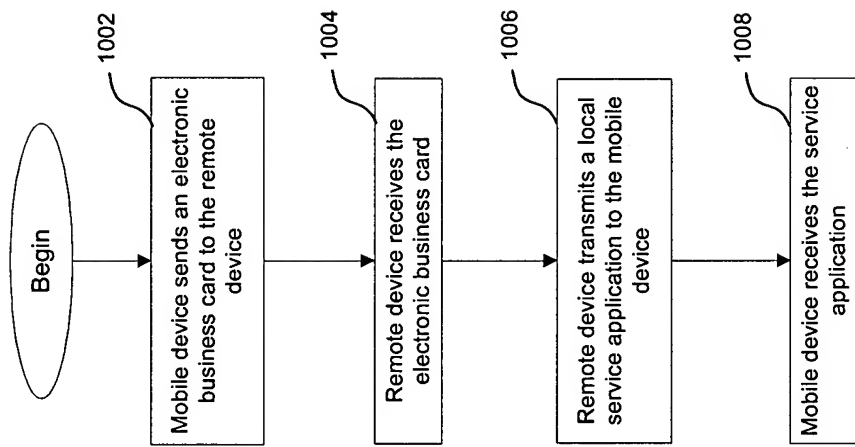 Begin
1002
Mobile device sends an electronic
business card to the remote
device
1004
Remote device receives the
electronic business card
1006
Remote device transmits a local
service application to the mobile
device
1008
Mobile device receives the service
application